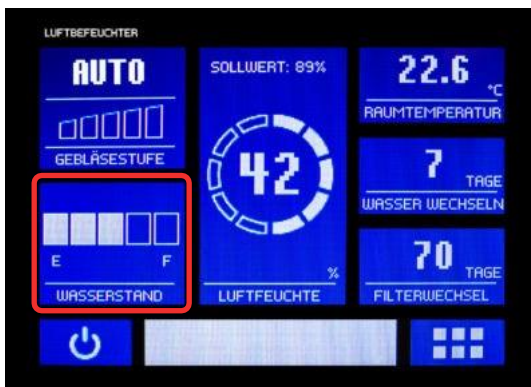 LUFTBEFEUCHTER
AUTO
GEBLÄSESTUFE
E F
WASSERSTAND
SOLLWERT: 89%
42
%
LUFTFEUCHTE
22.6 °C
RAUMTEMPERATUR
7 TAGE
WASSER WECHSELN
70 TAGE
FILTERWECHSEL